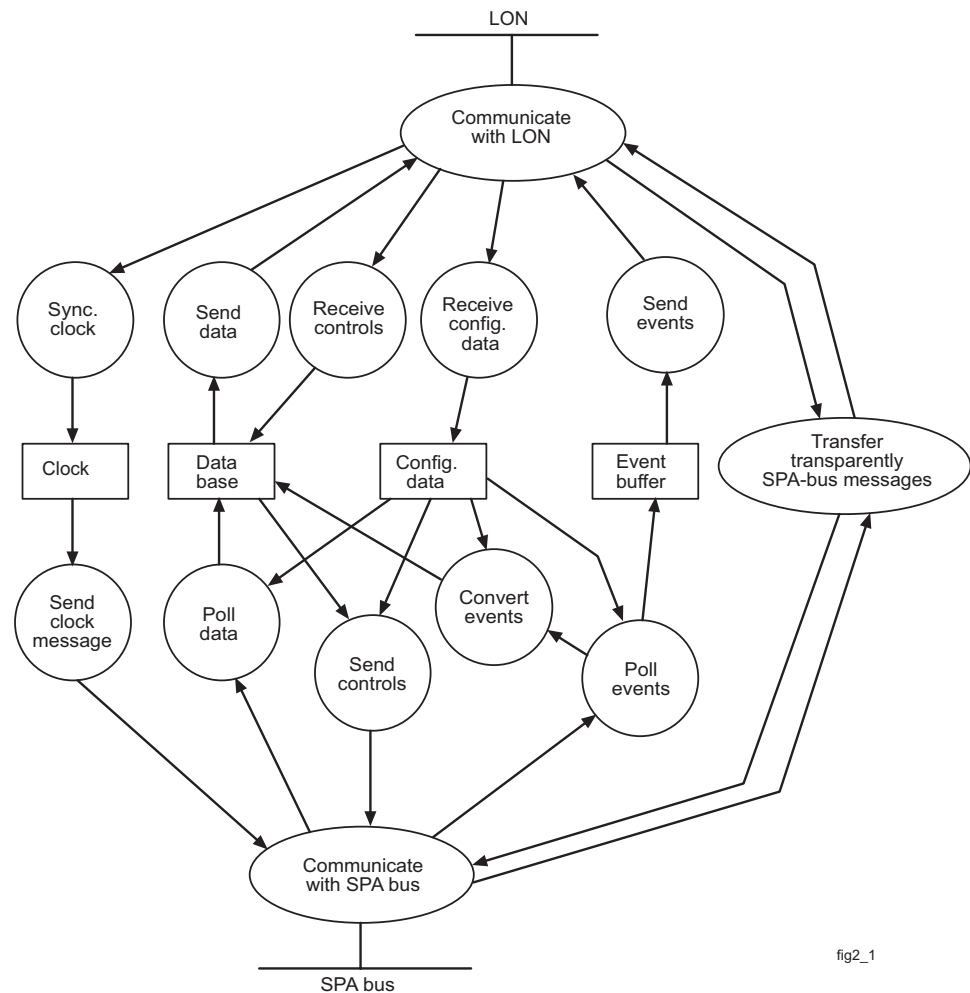 LON
Communicate
with LON
Sync.
clock
Send
data
Receive
controls
Receive
config.
data
Send
events
Clock
Data
base
Config.
data
Event
buffer
Transfer
transparently
SPA-bus messages
Send
clock
message
Poll
data
Send
controls
Convert
events
Poll
events
Communicate
with SPA bus
SPA bus
fig2_1